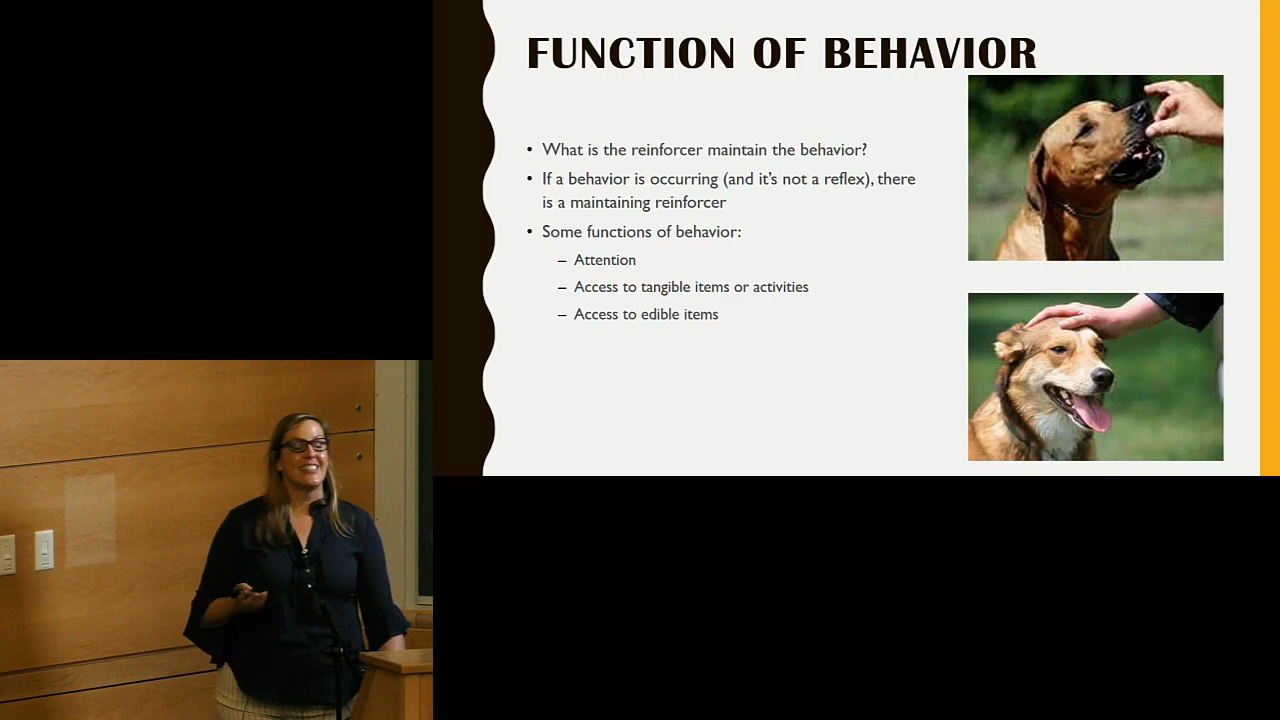 FUNCTION OF BEHAVIOR
• What is the reinforcer maintain the behavior?
• If a behavior is occurring (and it's not a reflex), there
is a maintaining reinforcer
• Some functions of behavior:
– Attention
– Access to tangible items or activities
– Access to edible items